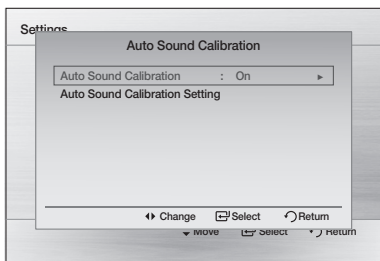 Settings
Auto Sound Calibration
Auto Sound Calibration : On
Auto Sound Calibration Setting
Change Select Return
Move Select Return